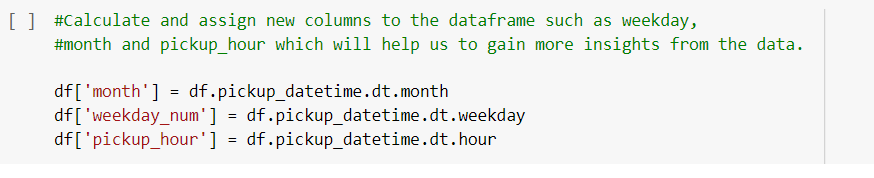 [ ] #Calculate and assign new columns to the dataframe such as weekday,
#month and pickup_hour which will help us to gain more insights from the data.
df['month'] = df.pickup_datetime.dt.month
df['weekday_num'] = df.pickup_datetime.dt.weekday
df['pickup_hour'] = df.pickup_datetime.dt.hour